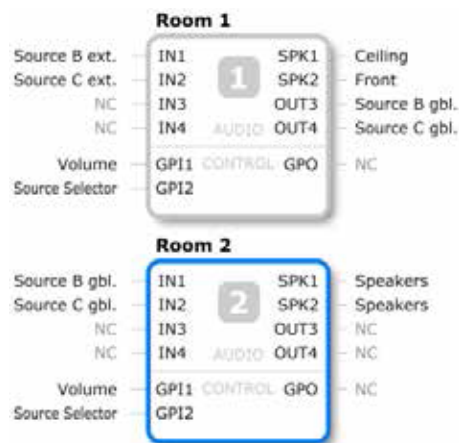 Room 1
Source B ext. IN1 SPK1 Ceiling
Source C ext. IN2 1 SPK2 Front
NC IN3 OUT3 Source B gbl.
NC IN4 AUDIO OUT4 Source C gbl.
Volume GPI1 CONTROL GPO NC
Source Selector GPI2
Room 2
Source B gbl. IN1 SPK1 Speakers
Source C gbl. IN2 2 SPK2 Speakers
NC IN3 OUT3 NC
NC IN4 AUDIO OUT4 NC
Volume GPI1 CONTROL GPO NC
Source Selector GPI2